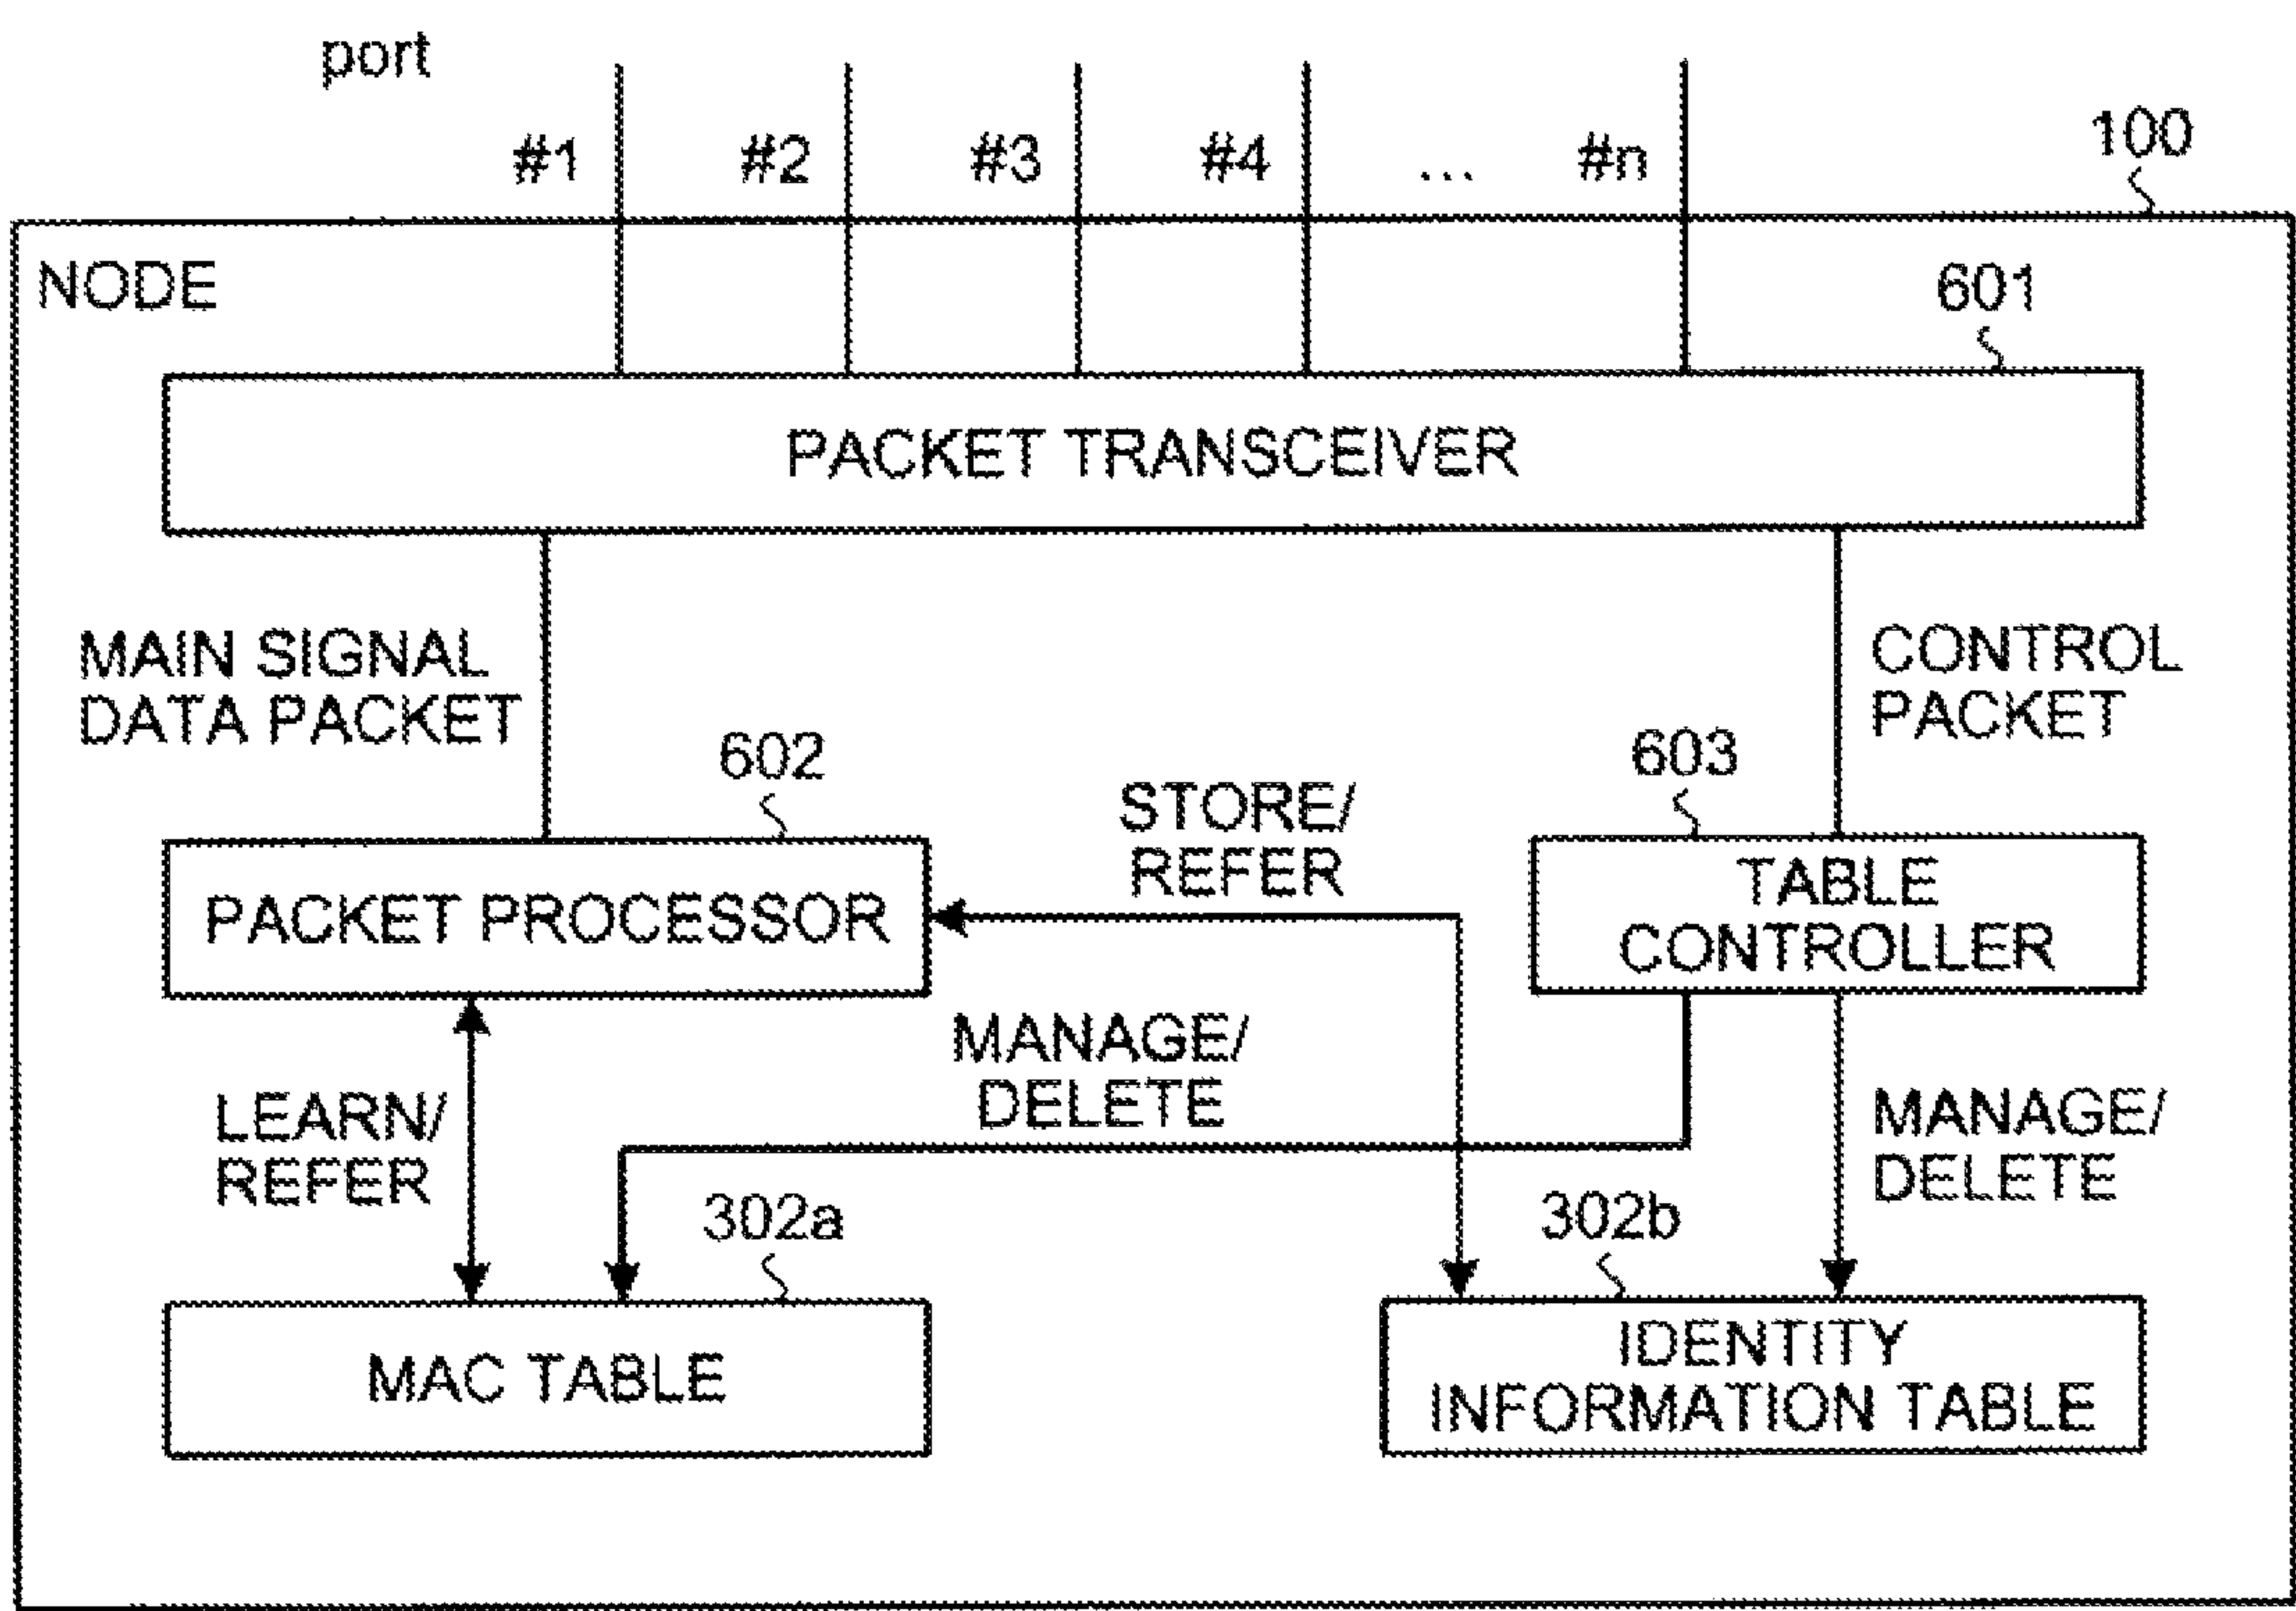 port
#1 #2 #3 #4 ... #n
100
NODE
601
PACKET TRANSCEIVER
MAIN SIGNAL
DATA PACKET
CONTROL
PACKET
602
603
STORE/
REFER
PACKET PROCESSOR
TABLE
CONTROLLER
MANAGE/
DELETE
LEARN/
REFER
MANAGE/
DELETE
302a
302b
MAC TABLE
IDENTITY
INFORMATION TABLE